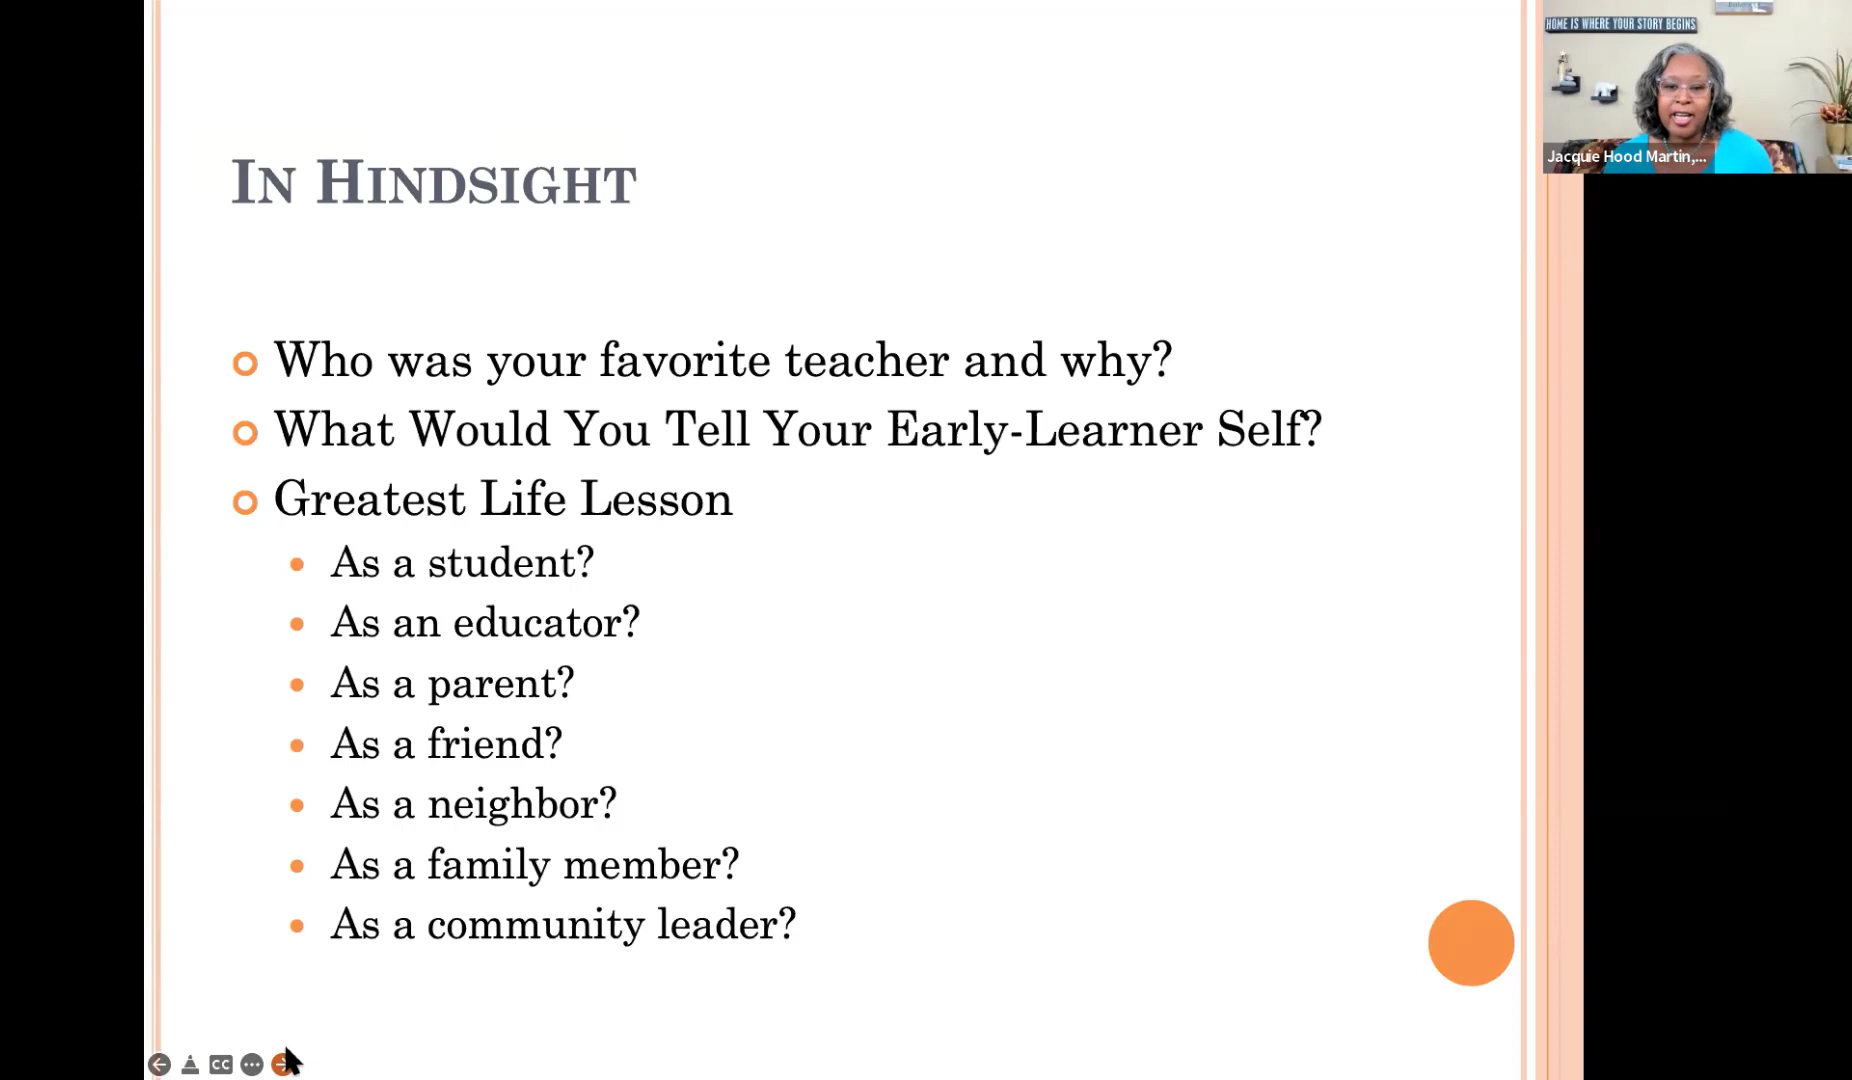 HOME IS WHERE YOUR STORY BEGINS
Jacquie Hood Martin,...
IN HINDSIGHT
Who was your favorite teacher and why?
What Would You Tell Your Early-Learner Self?
Greatest Life Lesson
As a student?
As an educator?
As a parent?
As a friend?
As a neighbor?
As a family member?
As a community leader?
CC